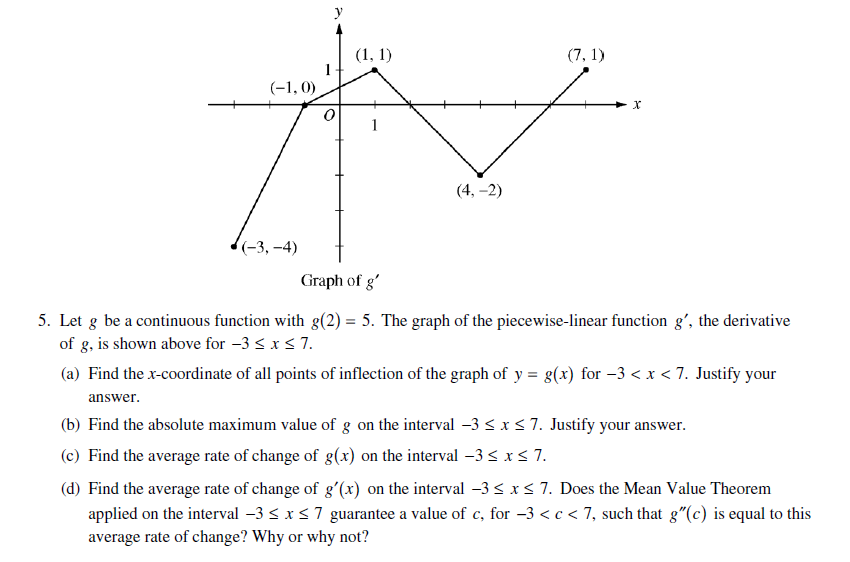 y
(1, 1)
(7, 1)
1
(−1, 0)
x
O
1
(4, −2)
(−3, −4)
Graph of g′
5. Let g be a continuous function with g(2) = 5. The graph of the piecewise-linear function g′, the derivative
of g, is shown above for −3 ≤ x ≤ 7.
(a) Find the x-coordinate of all points of inflection of the graph of y = g(x) for −3 < x < 7. Justify your
answer.
(b) Find the absolute maximum value of g on the interval −3 ≤ x ≤ 7. Justify your answer.
(c) Find the average rate of change of g(x) on the interval −3 ≤ x ≤ 7.
(d) Find the average rate of change of g′(x) on the interval −3 ≤ x ≤ 7. Does the Mean Value Theorem
applied on the interval −3 ≤ x ≤ 7 guarantee a value of c, for −3 < c < 7, such that g″(c) is equal to this
average rate of change? Why or why not?